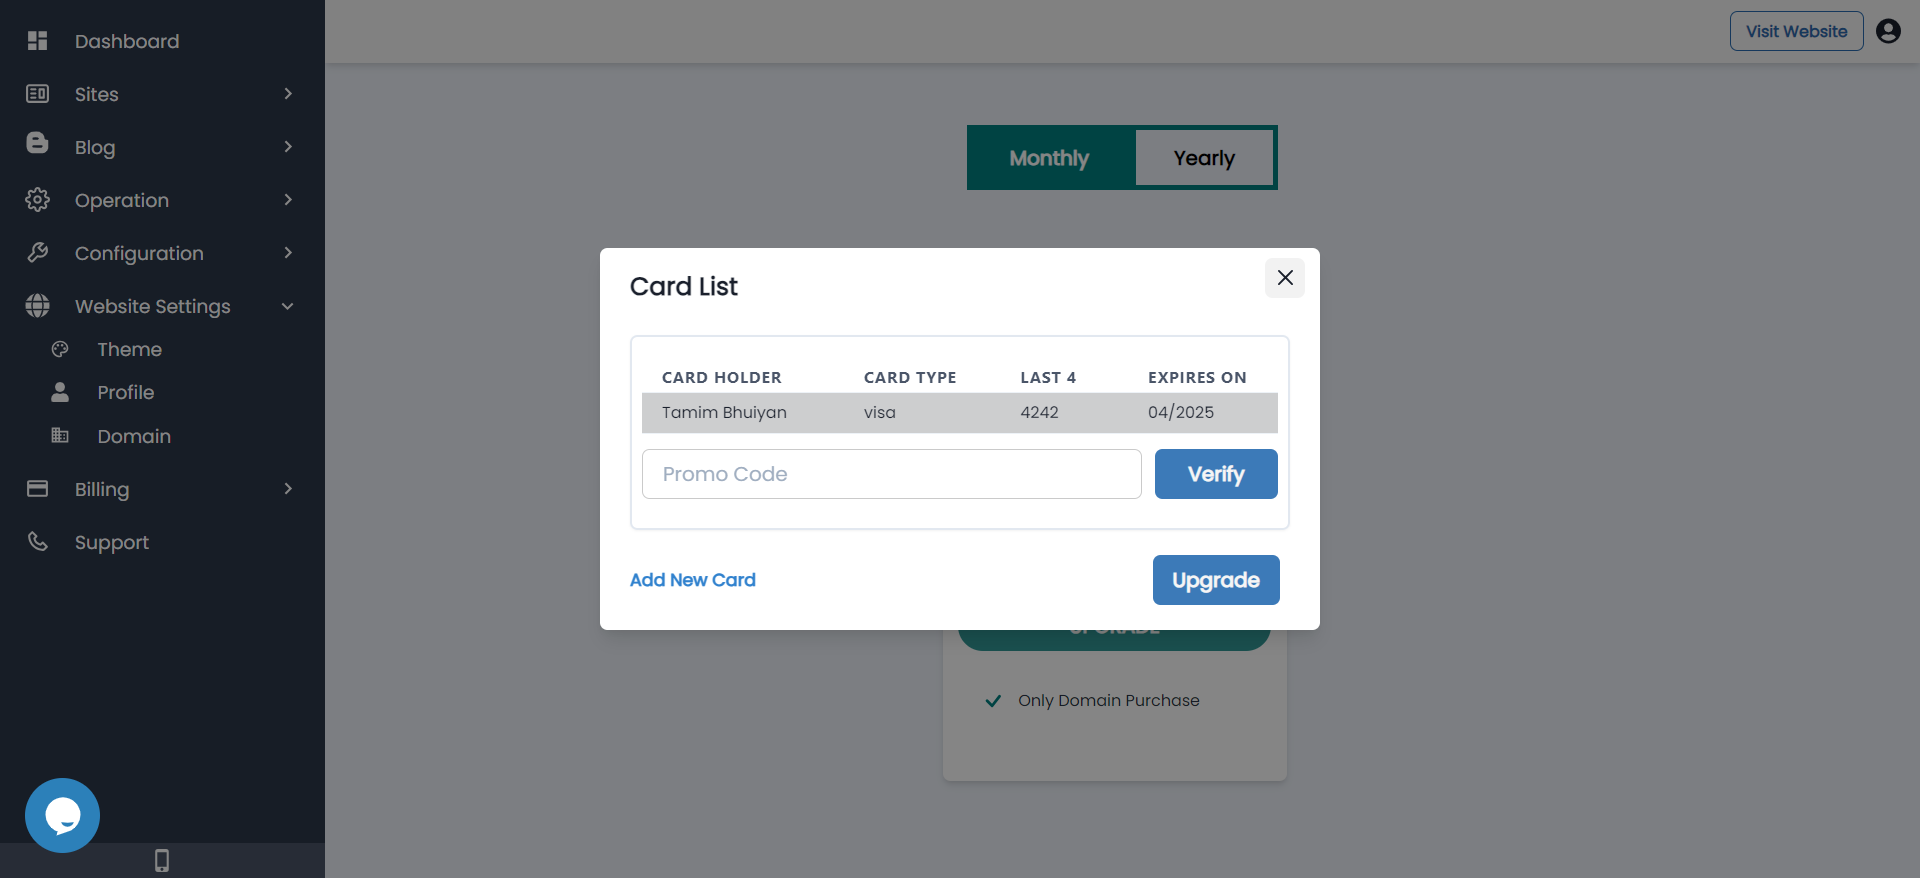 Dashboard
Sites
Blog
Operation
Configuration
Website Settings
Theme
Profile
Domain
Billing
Support
Visit Website
Monthly Yearly
Card List
CARD HOLDER CARD TYPE LAST 4 EXPIRES ON
Tamim Bhuiyan visa 4242 04/2025
Promo Code Verify
Add New Card Upgrade
UPGRADE
Only Domain Purchase